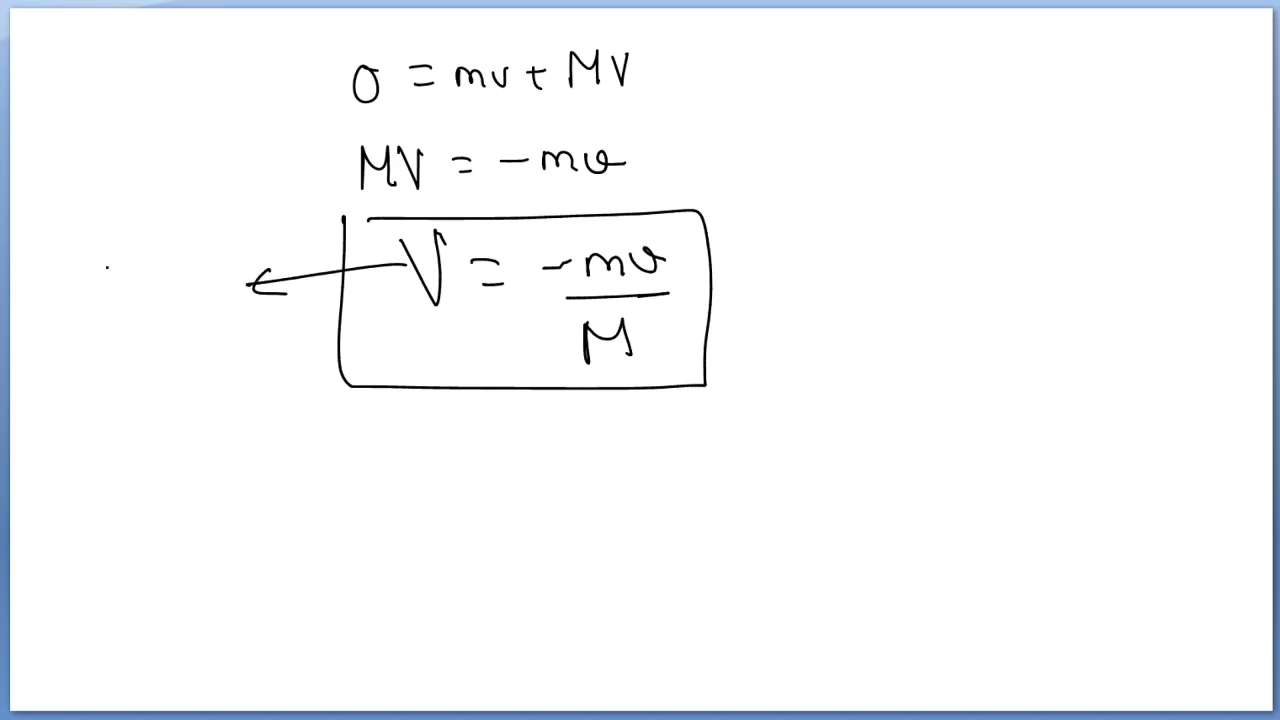 0 = mv + MV
MV = -mv
V = -mv/M